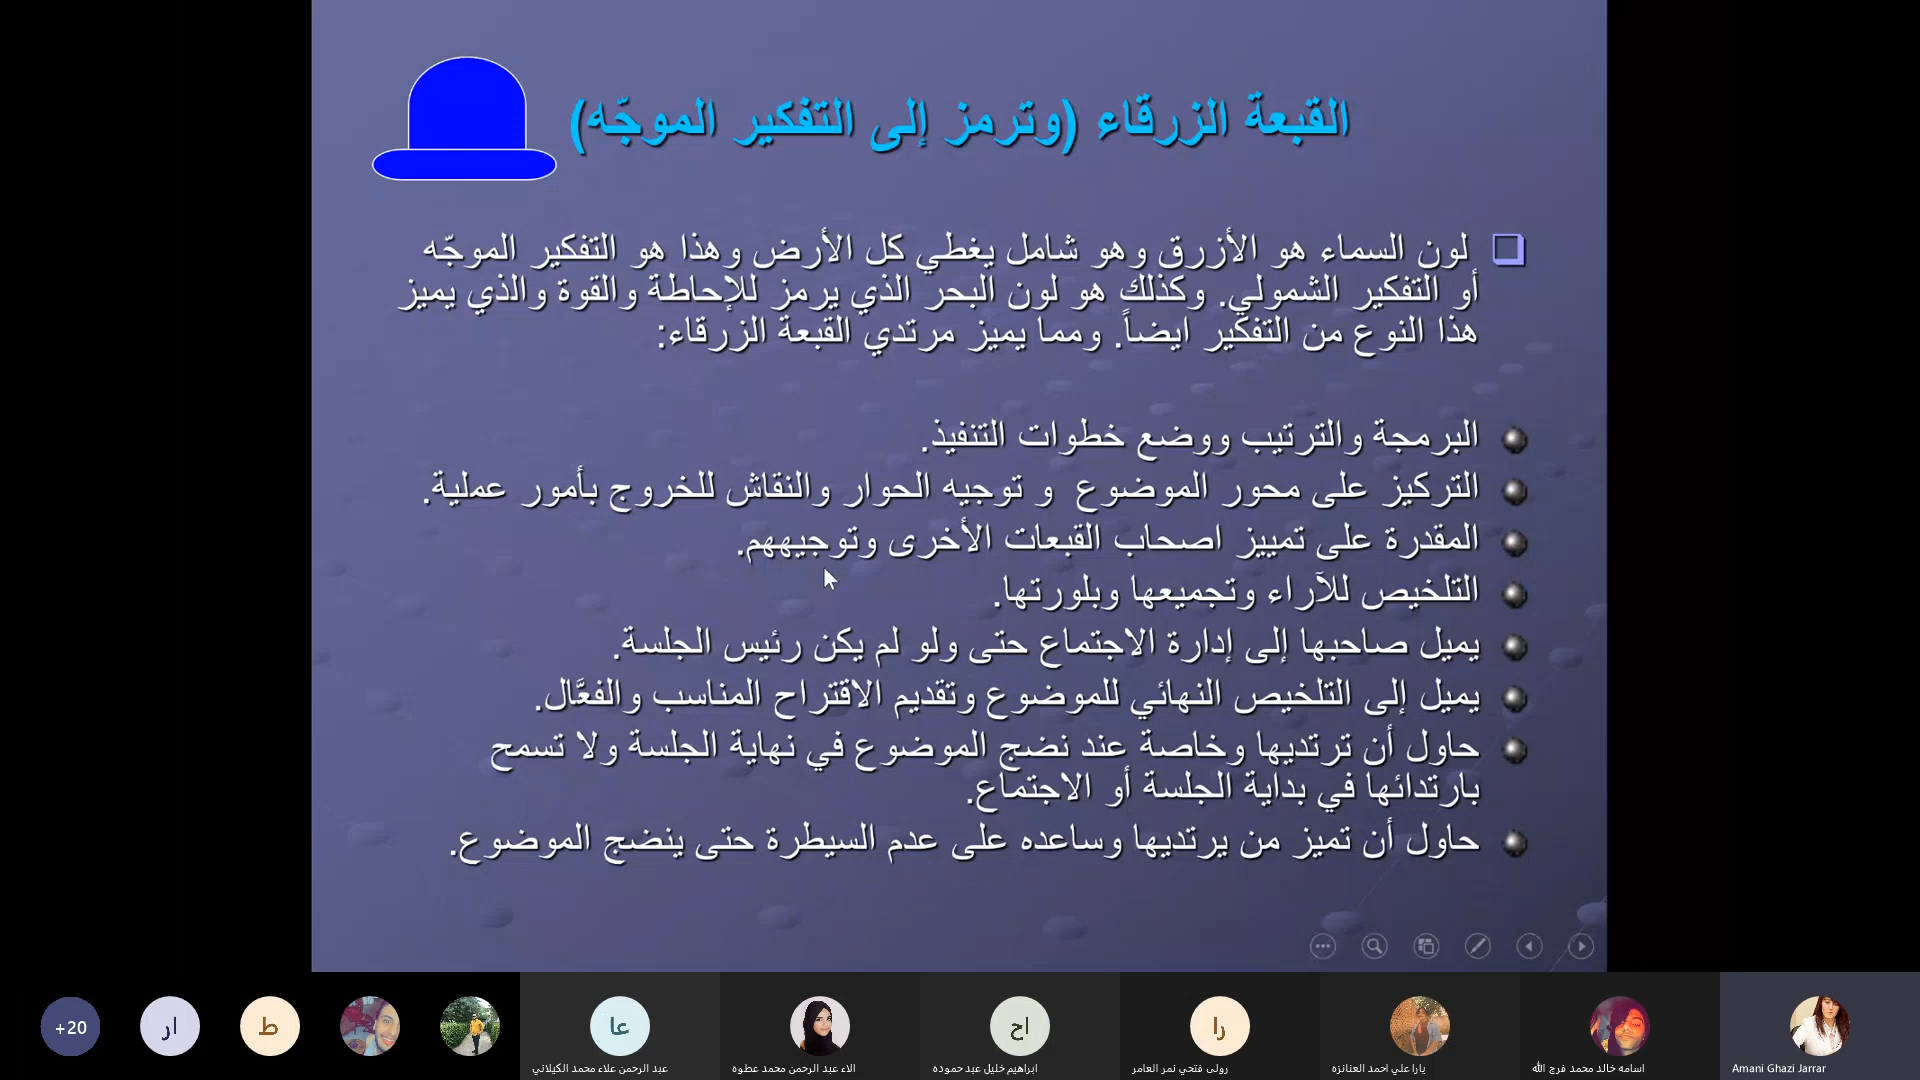 القبعة الزرقاء (وترمز إلى التفكير الموجّه)
لون السماء هو الأزرق وهو شامل يغطي كل الأرض وهذا هو التفكير الموجّه
أو التفكير الشمولي. وكذلك هو لون البحر الذي يرمز للإحاطة والقوة والذي يميز
هذا النوع من التفكير ايضاً. ومما يميز مرتدي القبعة الزرقاء:
البرمجة والترتيب ووضع خطوات التنفيذ.
التركيز على محور الموضوع و توجيه الحوار والنقاش للخروج بأمور عملية.
المقدرة على تمييز اصحاب القبعات الأخرى وتوجيههم.
التلخيص للآراء وتجميعها وبلورتها.
يميل صاحبها إلى إدارة الاجتماع حتى ولو لم يكن رئيس الجلسة.
يميل إلى التلخيص النهائي للموضوع وتقديم الاقتراح المناسب والفعَّال.
حاول أن ترتديها وخاصة عند نضج الموضوع في نهاية الجلسة ولا تسمح
بارتدائها في بداية الجلسة أو الاجتماع.
حاول أن تميز من يرتديها وساعده على عدم السيطرة حتى ينضج الموضوع.
+20
ار
ط
عا
اح
را
عبد الرحمن علاء محمد الكيلاني
الاء عبد الرحمن محمد عطوه
ابراهيم خليل عبد حموده
رولى فتحي نمر العامر
يارا علي احمد العنانزه
اسامه خالد محمد فرج الله
Amani Ghazi Jarrar